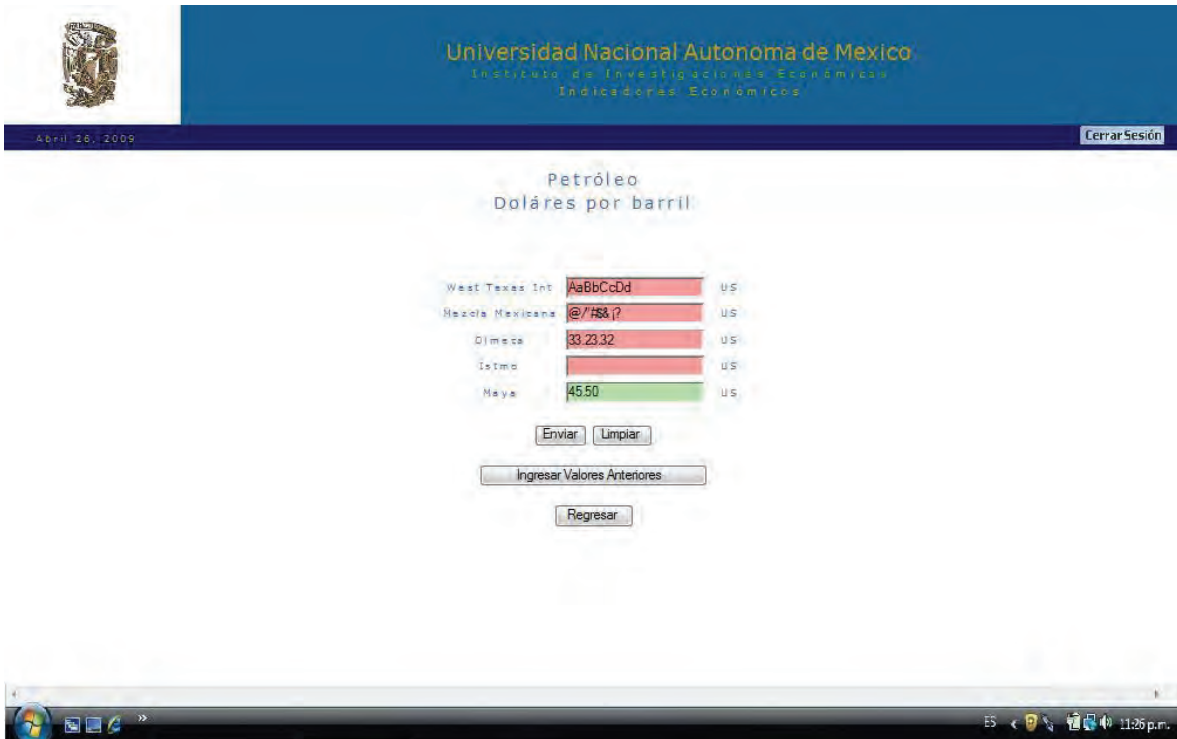 Universidad Nacional Autonoma de Mexico
Instituto de Investigaciones Económicas
Indicadores Económicos
Abril 26, 2009
Cerrar Sesión
Petróleo
Doláres por barril
West Texas Int AaBbCcDd US
Mezcla Mexicana @/"#$& ¡? US
Olmeca 33.23.32 US
Istmo US
Maya 45.50 US
Enviar Limpiar
Ingresar Valores Anteriores
Regresar
ES 11:26 p.m.